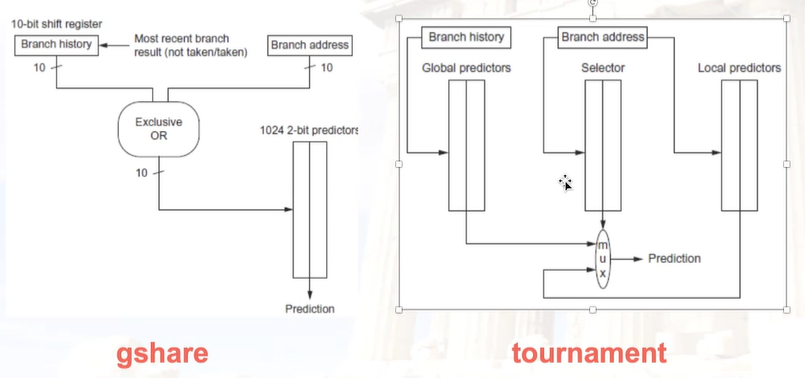 10-bit shift register
Branch history
Most recent branch
result (not taken/taken)
Branch address
10
10
Exclusive
OR
1024 2-bit predictors
10
Prediction
gshare
Branch history
Branch address
Global predictors
Selector
Local predictors
m
u
x
Prediction
tournament